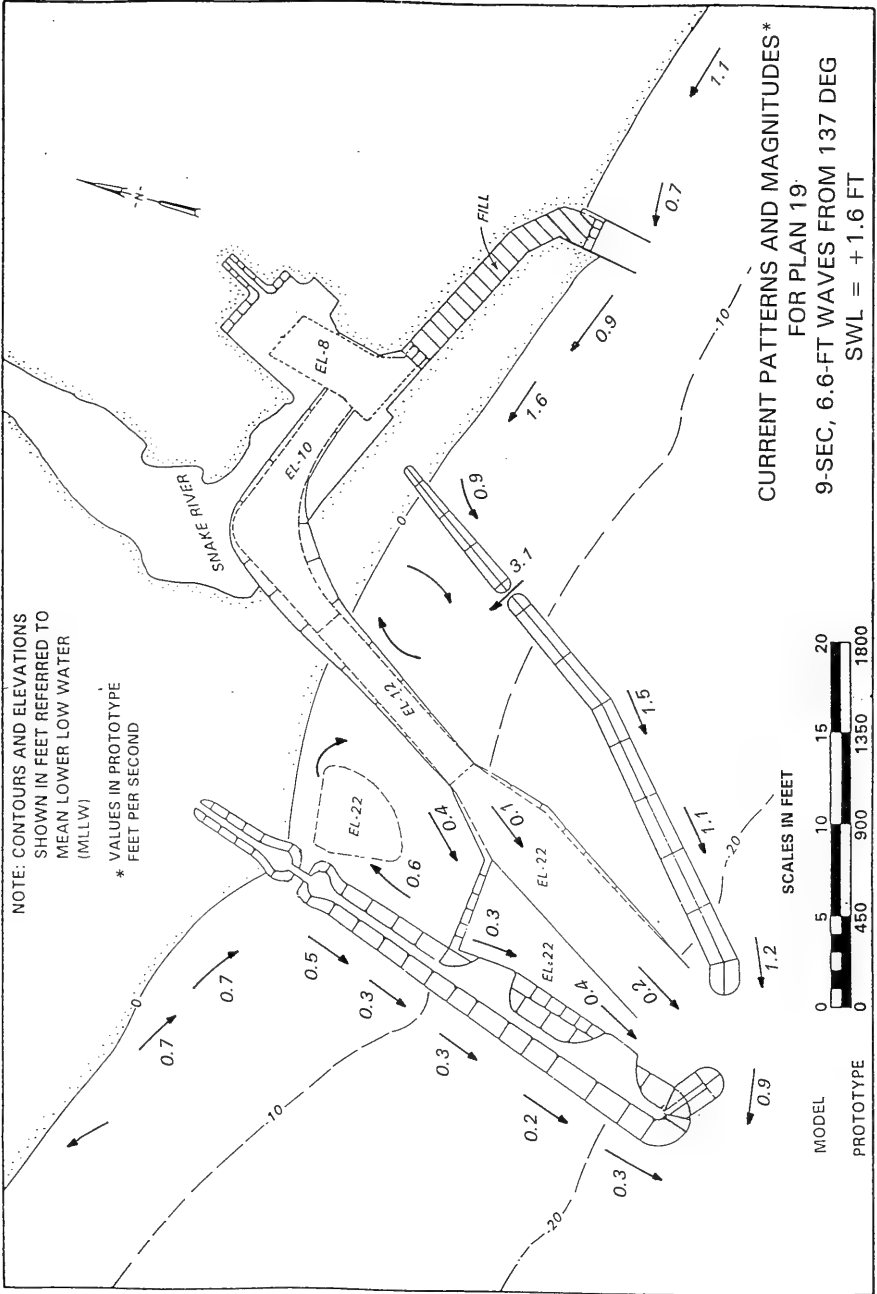 NOTE: CONTOURS AND ELEVATIONS
SHOWN IN FEET REFERRED TO
MEAN LOWER LOW WATER
(MLLW)
* VALUES IN PROTOTYPE
FEET PER SECOND
-N-
SNAKE RIVER
EL-8
EL-10
FILL
EL-12
EL-22
EL-22
EL-22
0
0
-10
-10
-20
-20
0.7
0.7
0.5
0.3
0.3
0.2
0.3
0.6
0.4
0.3
0.1
0.4
0.2
0.9
1.2
1.1
1.5
3.1
0.9
1.6
0.9
0.7
1.1
SCALES IN FEET
MODEL 0 5 10 15 20
PROTOTYPE 0 450 900 1350 1800
CURRENT PATTERNS AND MAGNITUDES*
FOR PLAN 19
9-SEC, 6.6-FT WAVES FROM 137 DEG
SWL = +1.6 FT